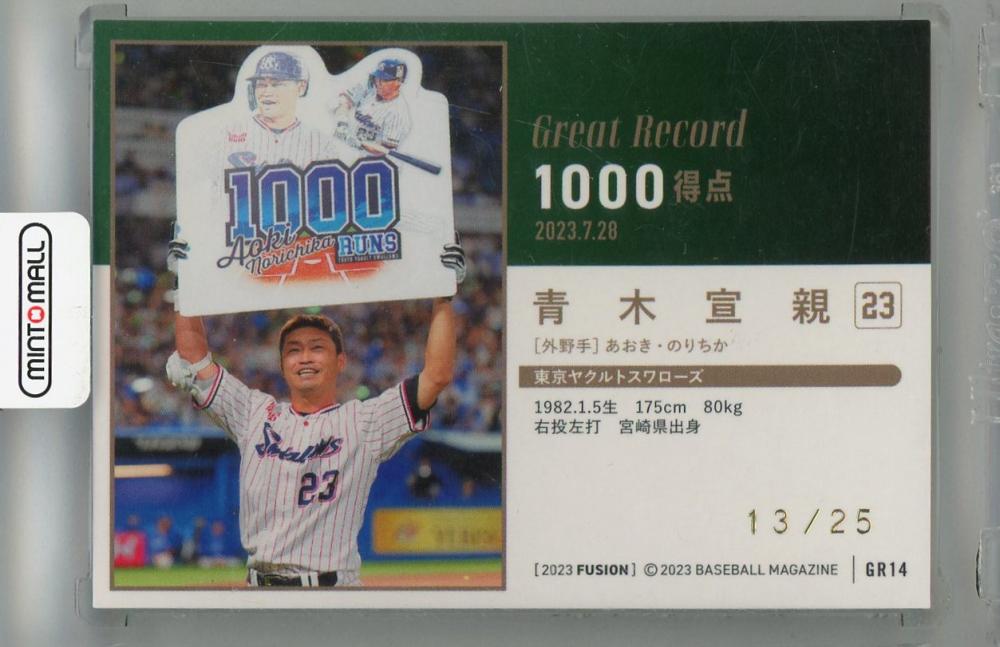 MINTOMALL
1000
Aoki
Norichika
RUNS
TOKYO YAKULT SWALLOWS
Swallows
23
Great Record
1000得点
2023.7.28
青木宣親 23
[外野手] あおき・のりちか
東京ヤクルトスワローズ
1982.1.5生 175cm 80kg
右投左打 宮崎県出身
13/25
[2023 FUSION] ©2023 BASEBALL MAGAZINE GR14